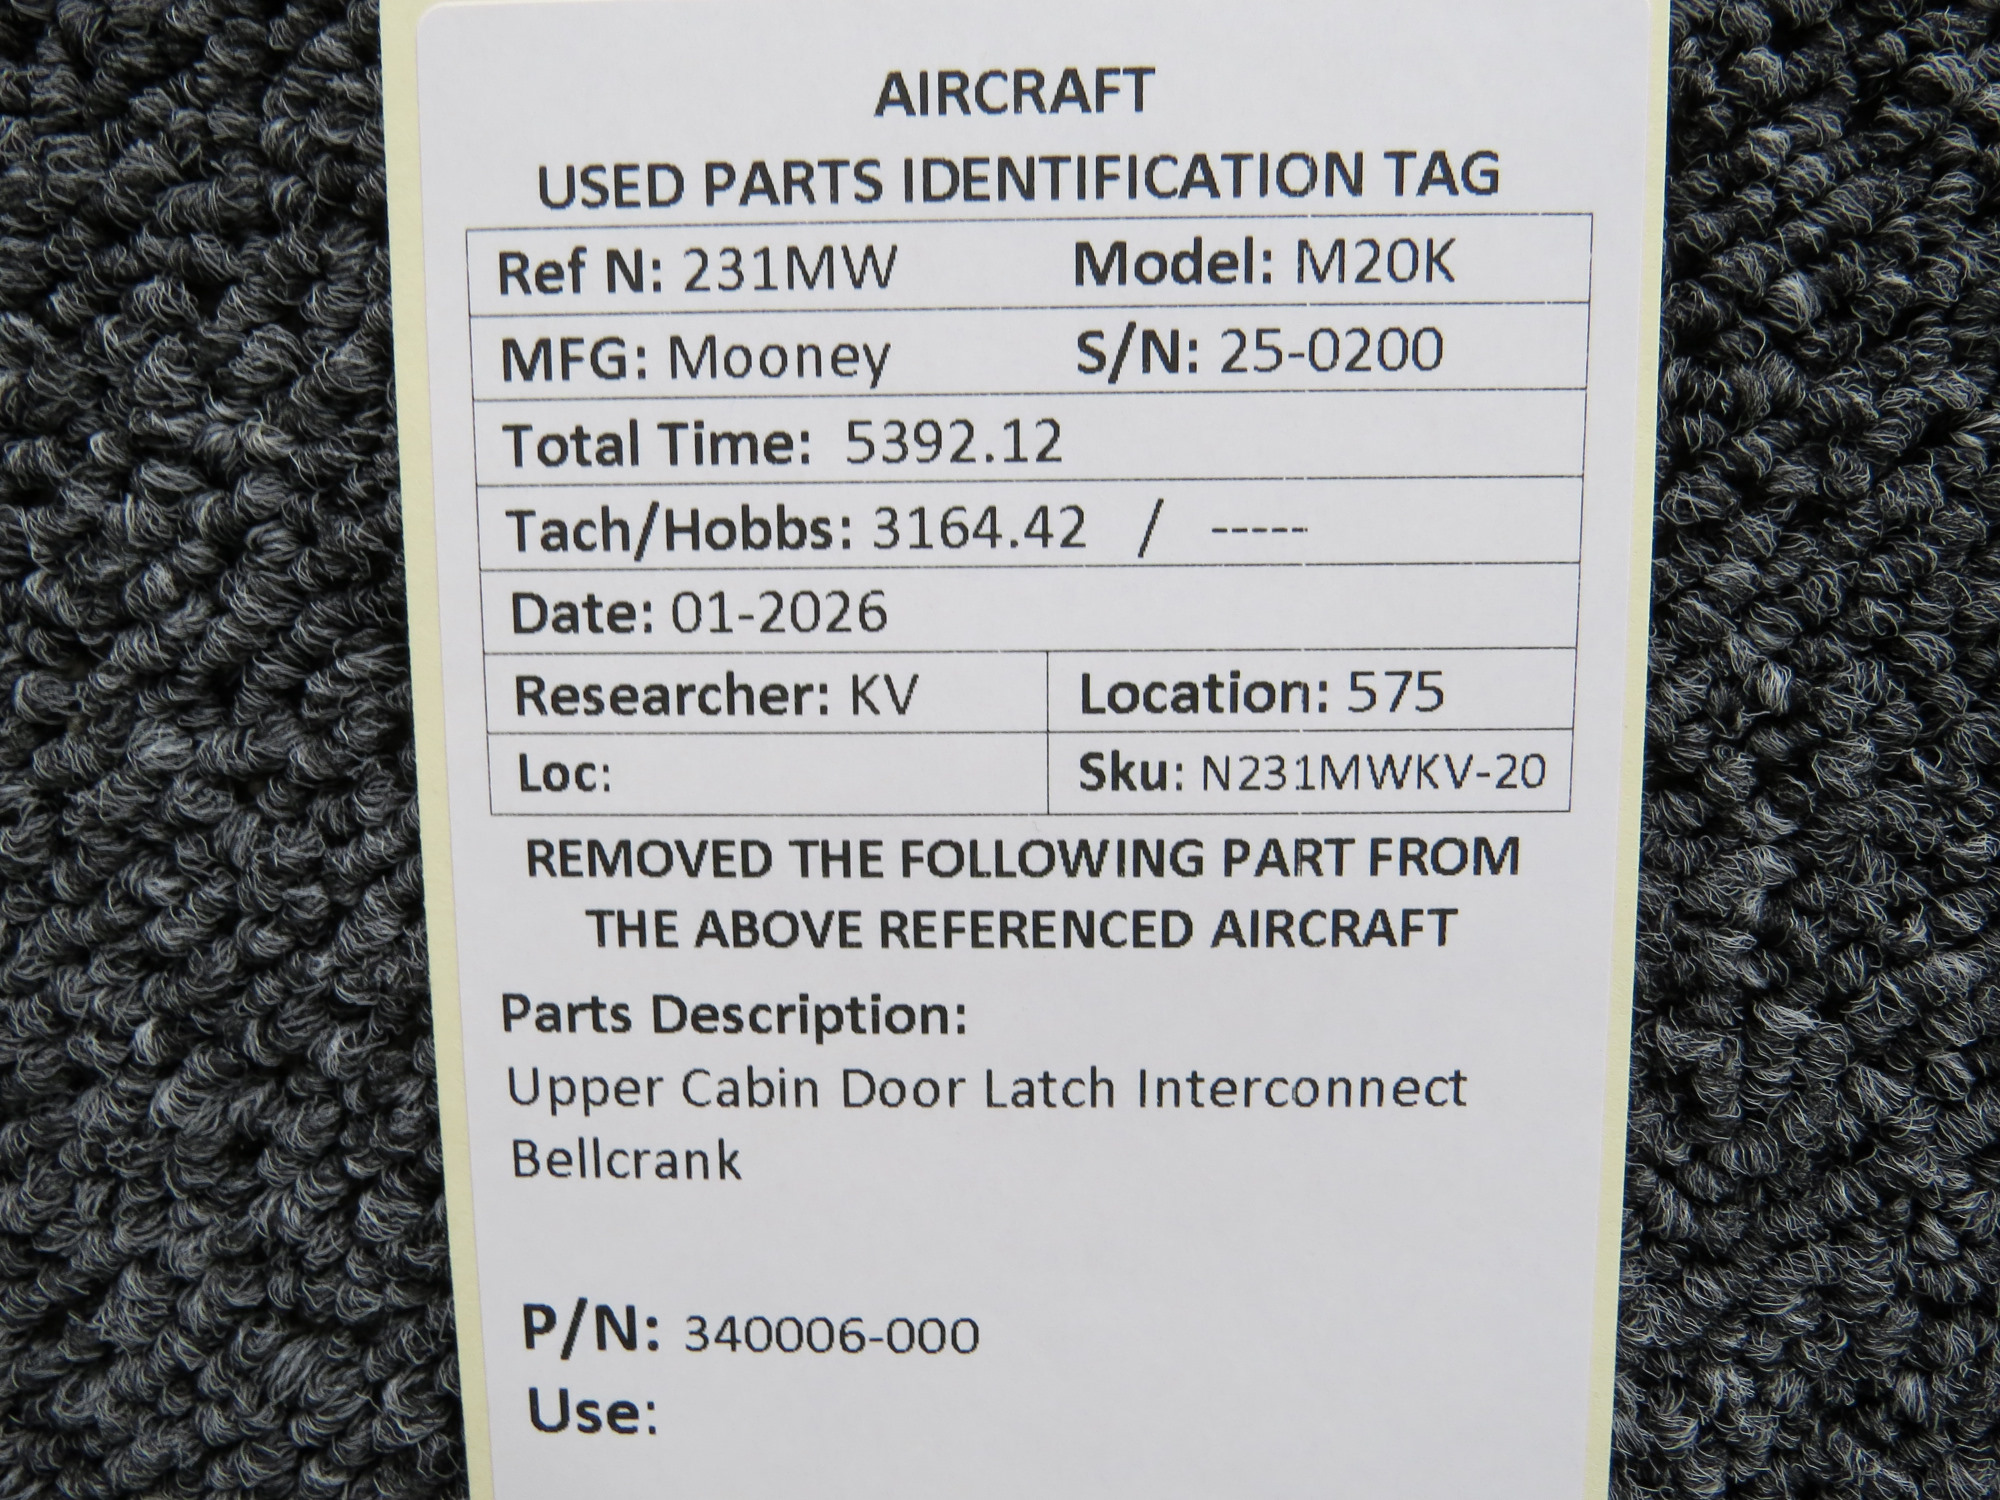 AIRCRAFT
USED PARTS IDENTIFICATION TAG
Ref N: 231MW Model: M20K
MFG: Mooney S/N: 25-0200
Total Time: 5392.12
Tach/Hobbs: 3164.42 / -----
Date: 01-2026
Researcher: KV Location: 575
Loc: Sku: N231MWKV-20
REMOVED THE FOLLOWING PART FROM
THE ABOVE REFERENCED AIRCRAFT
Parts Description:
Upper Cabin Door Latch Interconnect
Bellcrank
P/N: 340006-000
Use: